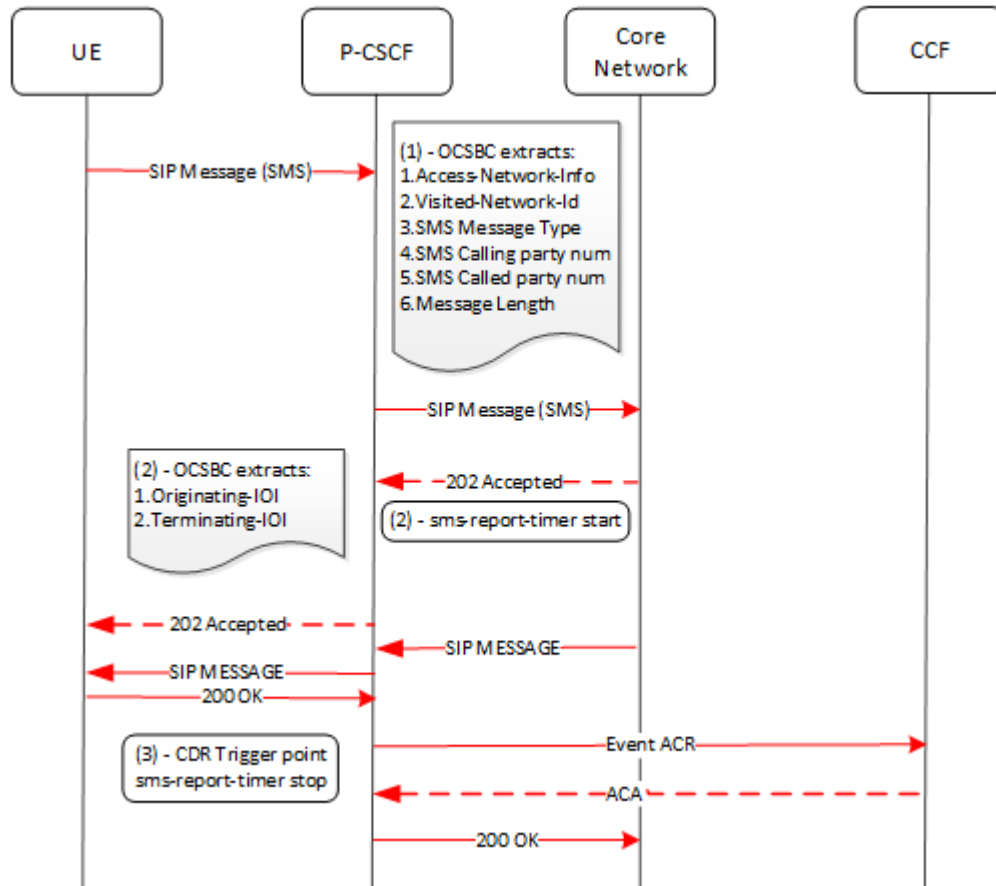 UE
P-CSCF
Core
Network
CCF
SIP Message (SMS)
(1) - OCSBC extracts:
1.Access-Network-Info
2.Visited-Network-Id
3.SMS Message Type
4.SMS Calling party num
5.SMS Called party num
6.Message Length
SIP Message (SMS)
202 Accepted
(2) - OCSBC extracts:
1.Originating-IOI
2.Terminating-IOI
(2) - sms-report-timer start
202 Accepted
SIP MESSAGE
SIP MESSAGE
200 OK
(3) - CDR Trigger point
sms-report-timer stop
Event ACR
ACA
200 OK